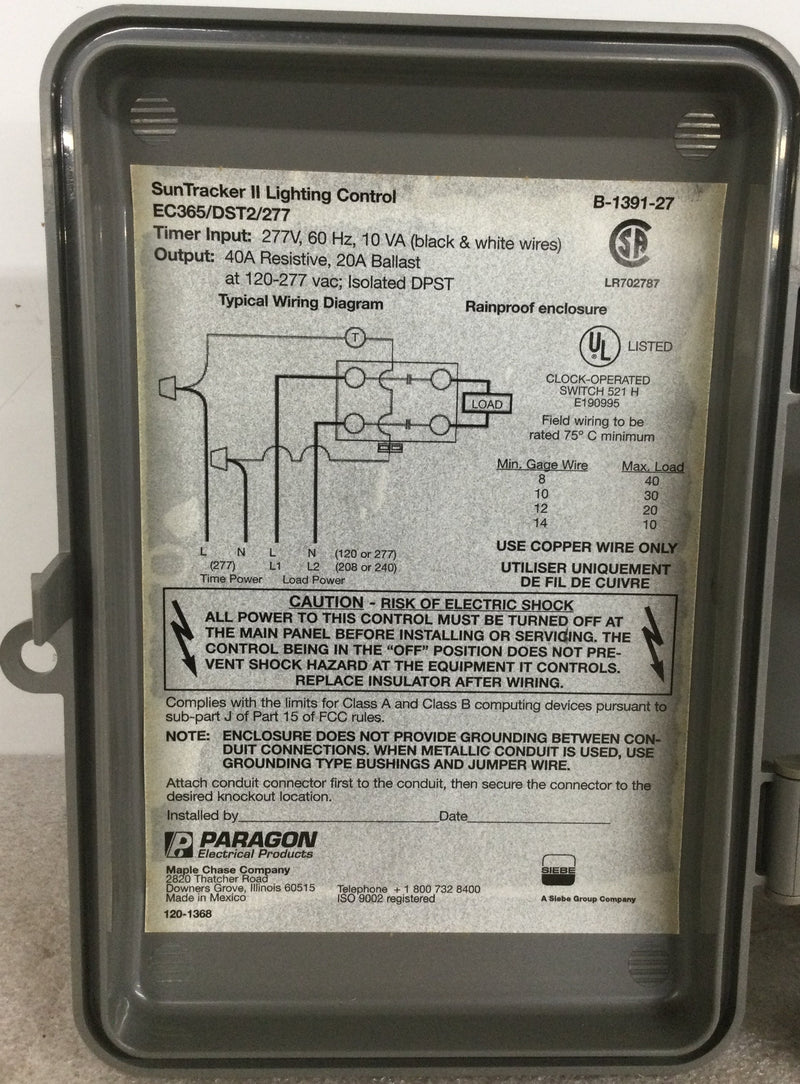 SunTracker II Lighting Control
B-1391-27
EC365/DST2/277
Timer Input: 277V, 60 Hz, 10 VA (black & white wires)
Output: 40A Resistive, 20A Ballast
at 120-277 vac; Isolated DPST
SA
LR702787
Typical Wiring Diagram
Rainproof enclosure
T
UL LISTED
CLOCK-OPERATED
SWITCH 521 H
E190995
LOAD
Field wiring to be
rated 75° C minimum
Min. Gage Wire Max. Load
8 40
10 30
12 20
14 10
L N L N (120 or 277)
(277) L1 L2 (208 or 240)
Time Power Load Power
USE COPPER WIRE ONLY
UTILISER UNIQUEMENT
DE FIL DE CUIVRE
CAUTION - RISK OF ELECTRIC SHOCK
ALL POWER TO THIS CONTROL MUST BE TURNED OFF AT
THE MAIN PANEL BEFORE INSTALLING OR SERVICING. THE
CONTROL BEING IN THE “OFF” POSITION DOES NOT PRE-
VENT SHOCK HAZARD AT THE EQUIPMENT IT CONTROLS.
REPLACE INSULATOR AFTER WIRING.
Complies with the limits for Class A and Class B computing devices pursuant to
sub-part J of Part 15 of FCC rules.
NOTE: ENCLOSURE DOES NOT PROVIDE GROUNDING BETWEEN CON-
DUIT CONNECTIONS. WHEN METALLIC CONDUIT IS USED, USE
GROUNDING TYPE BUSHINGS AND JUMPER WIRE.
Attach conduit connector first to the conduit, then secure the connector to the
desired knockout location.
Installed by Date
PARAGON
Electrical Products
Maple Chase Company
2820 Thatcher Road
Downers Grove, Illinois 60515
Made in Mexico
Telephone + 1 800 732 8400
ISO 9002 registered
SIEBE
A Siebe Group Company
120-1368